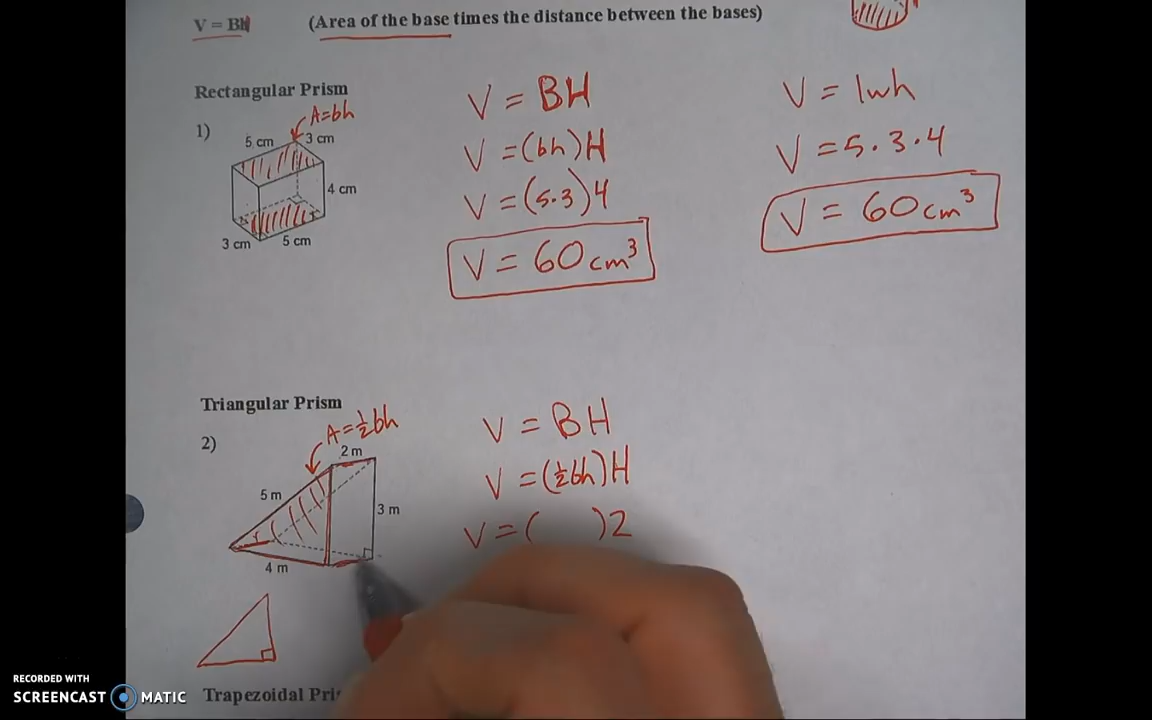 V = BH (Area of the base times the distance between the bases)
Rectangular Prism
1)
A=bh
5 cm 3 cm
4 cm
3 cm 5 cm
V = BH
V = (bh)H
V = (5·3)4
V = 60cm³
V = lwh
V = 5·3·4
V = 60cm³
Triangular Prism
2)
A=½bh
2 m
5 m
3 m
4 m
V = BH
V = (½bh)H
V = ( )2
Trapezoidal
RECORDED WITH
SCREENCAST MATIC